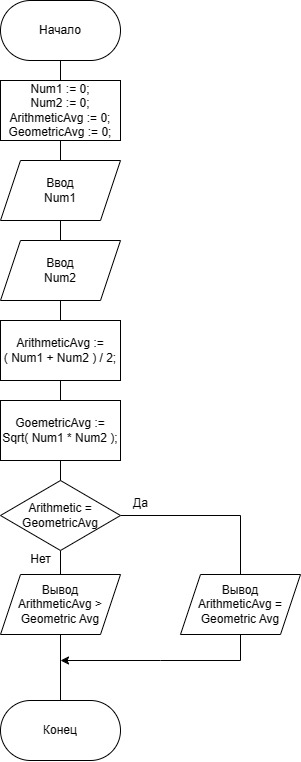 Начало
Num1 := 0;
Num2 := 0;
ArithmeticAvg := 0;
GeometricAvg := 0;
Ввод
Num1
Ввод
Num2
ArithmeticAvg :=
( Num1 + Num2 ) / 2;
GoemetricAvg :=
Sqrt( Num1 * Num2 );
Arithmetic =
GeometricAvg
Да
Нет
Вывод
ArithmeticAvg >
Geometric Avg
Вывод
ArithmeticAvg =
Geometric Avg
Конец